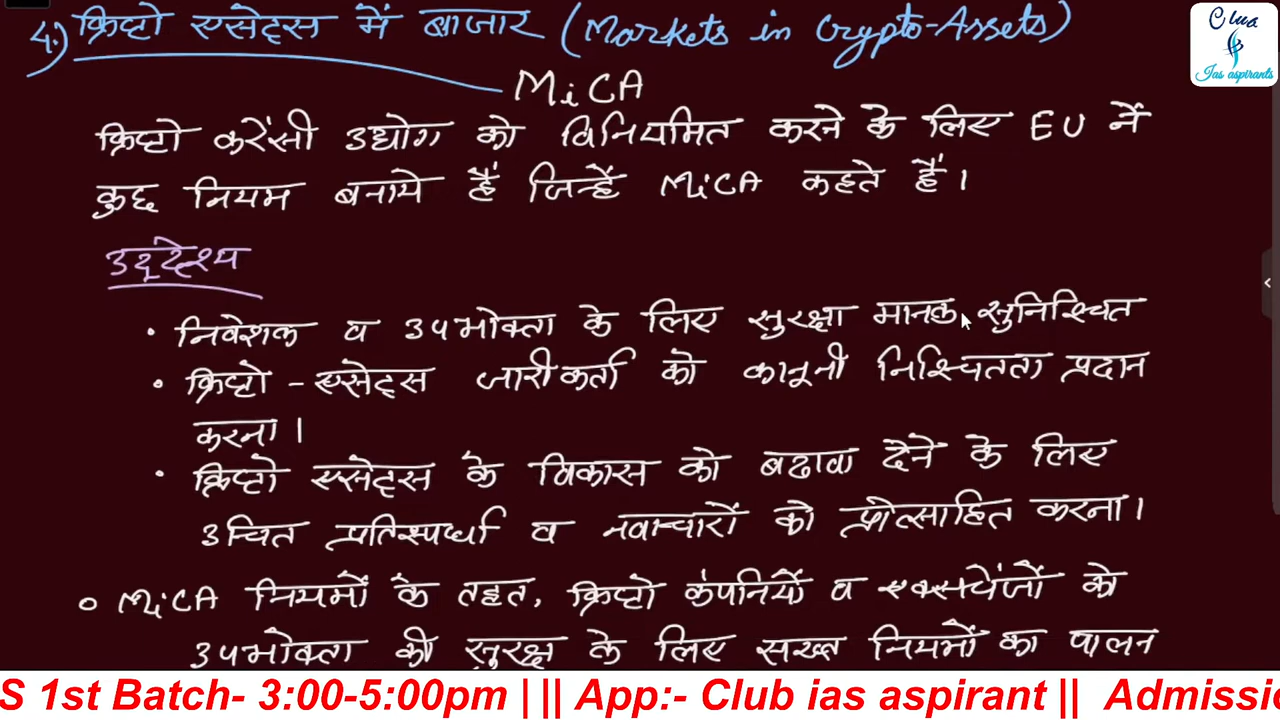 4.) क्रिप्टो एसेट्स में बाजार (Markets in Crypto-Assets)
Club
Ias aspirants
MiCA
क्रिप्टो करेंसी उद्योग को विनियमित करने के लिए EU में
कुछ नियम बनाये हैं जिन्हें MiCA कहते हैं।
उद्देश्य
• निवेशक व उपभोक्ता के लिए सुरक्षा मानक सुनिश्चित
• क्रिप्टो - एसेट्स जारीकर्ता को कानूनी निश्चितता प्रदान
करना।
• क्रिप्टो एसेट्स के विकास को बढावा देने के लिए
उचित प्रतिस्पर्धा व नवाचारों को प्रोत्साहित करना।
० MiCA नियमों के तहत, क्रिप्टो कंपनियों व एक्सचेंजों को
उपभोक्ता की सुरक्ष के लिए सख्त नियमों का पालन
S 1st Batch- 3:00-5:00pm | || App:- Club ias aspirant || Admissi